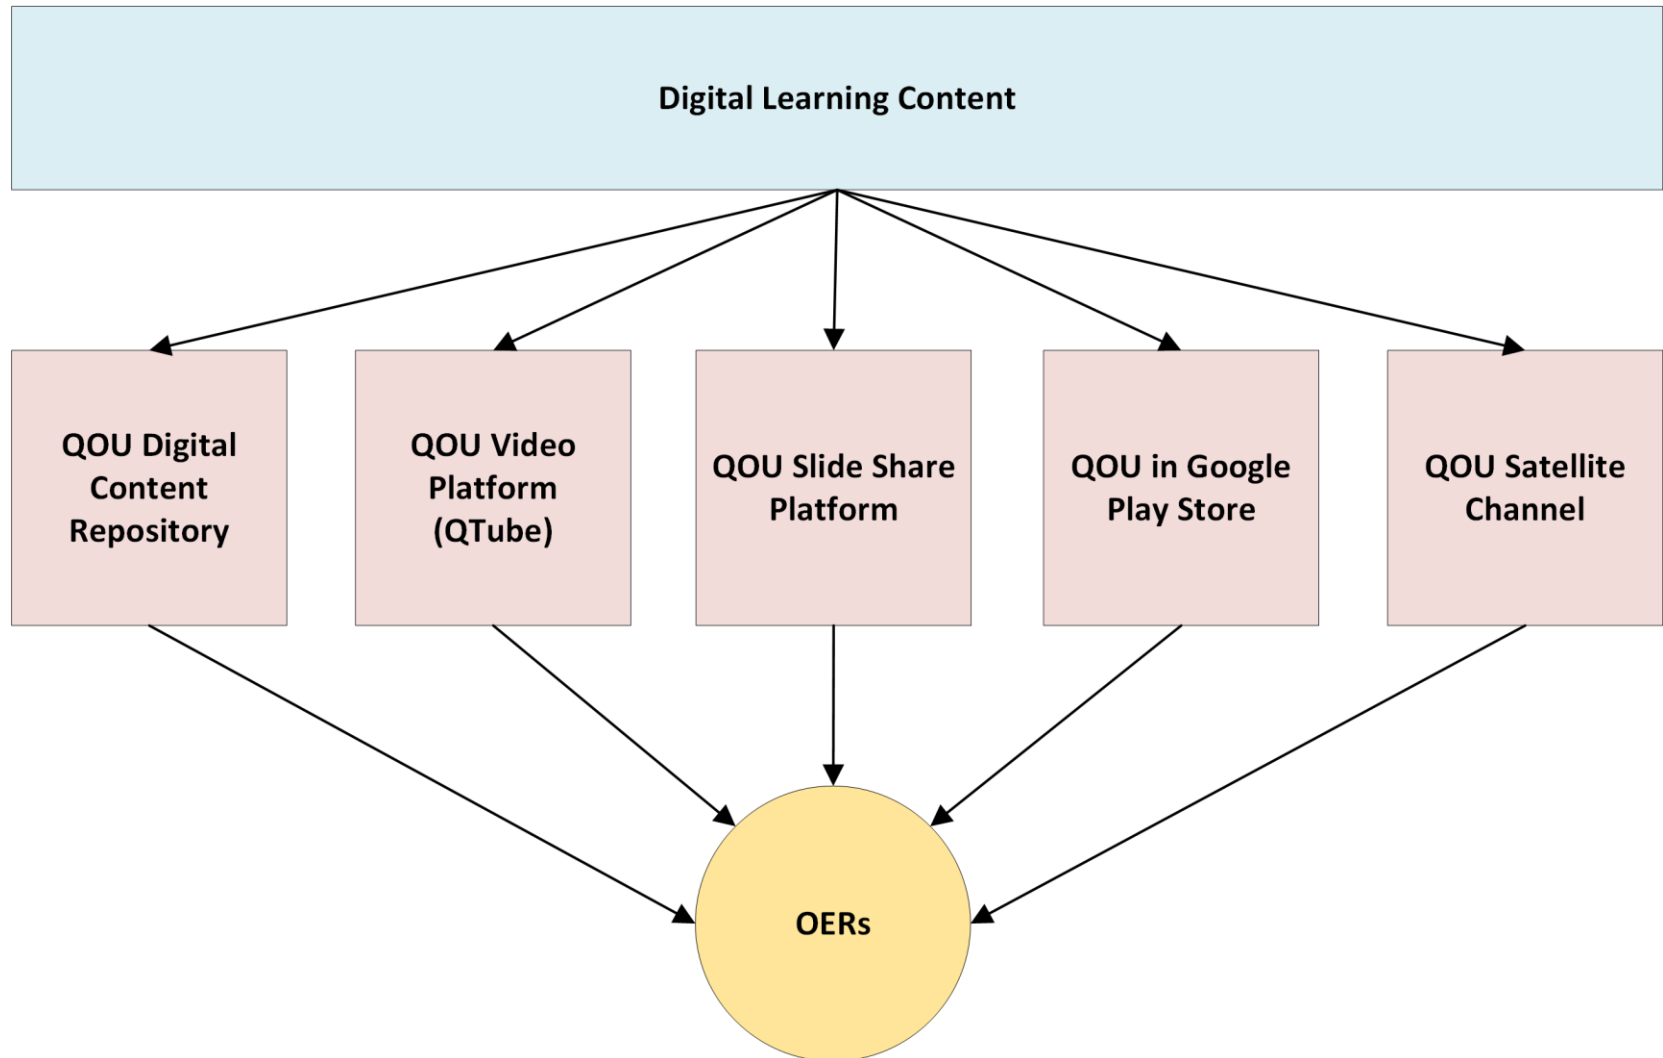 Digital Learning Content
QOU Digital
Content
Repository
QOU Video
Platform
(QTube)
QOU Slide Share
Platform
QOU in Google
Play Store
QOU Satellite
Channel
OERs